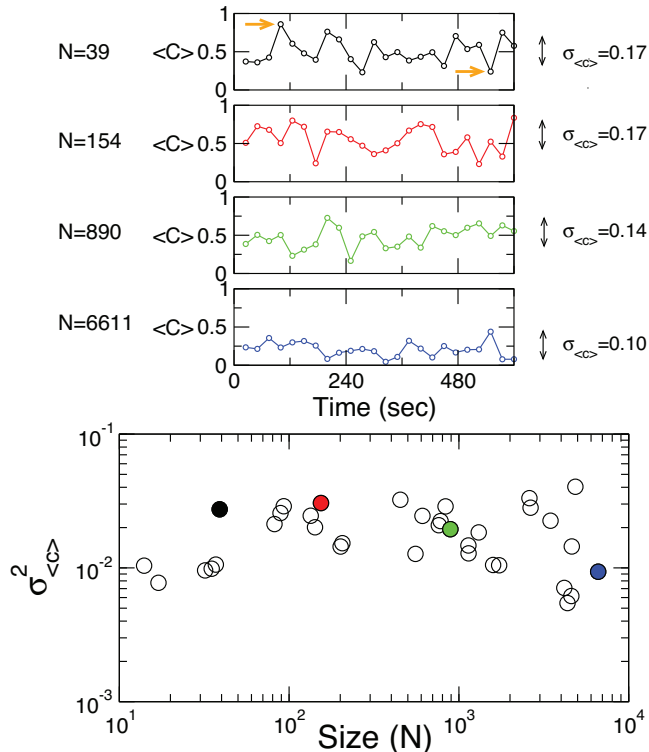 1
N=39 <C> 0.5 σ<c>=0.17
0
1
N=154 <C> 0.5 σ<c>=0.17
0
1
N=890 <C> 0.5 σ<c>=0.14
0
1
N=6611 <C> 0.5 σ<c>=0.10
0
0 240 480
Time (sec)
10^-1
10^-2
σ^2<c>
10^-3
10^1 10^2 10^3 10^4
Size (N)